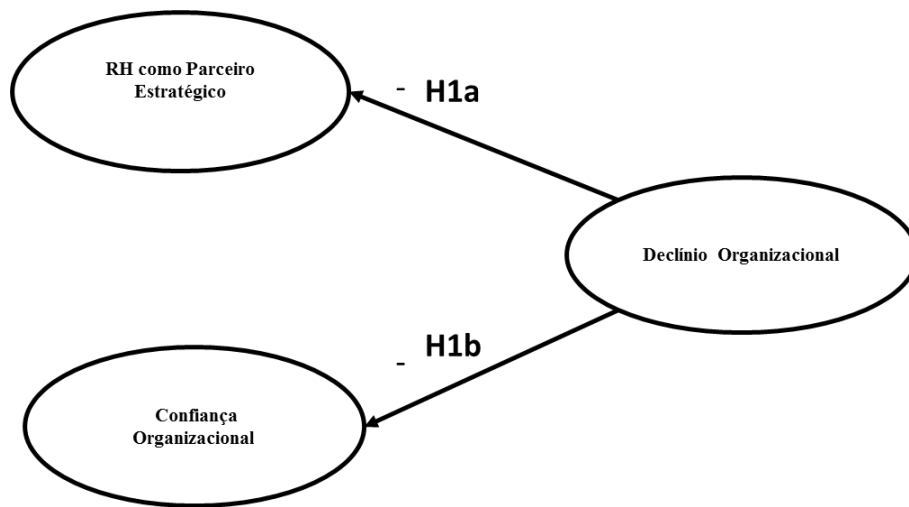 RH como Parceiro
Estratégico
- H1a
Declínio Organizacional
- H1b
Confiança
Organizacional